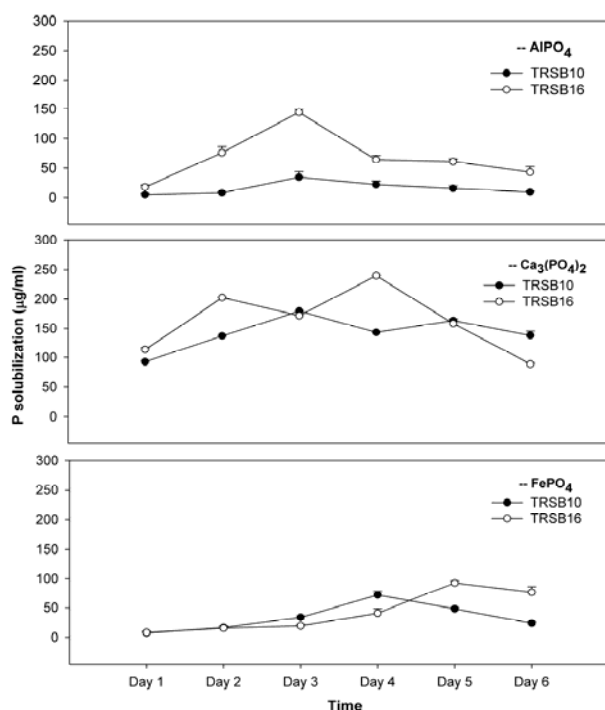 300
250
200
150
100
50
0
-- AlPO4
TRSB10
TRSB16
P solubilization (µg/ml)
300
250
200
150
100
50
0
-- Ca3(PO4)2
TRSB10
TRSB16
300
250
200
150
100
50
0
-- FePO4
TRSB10
TRSB16
Day 1 Day 2 Day 3 Day 4 Day 5 Day 6
Time